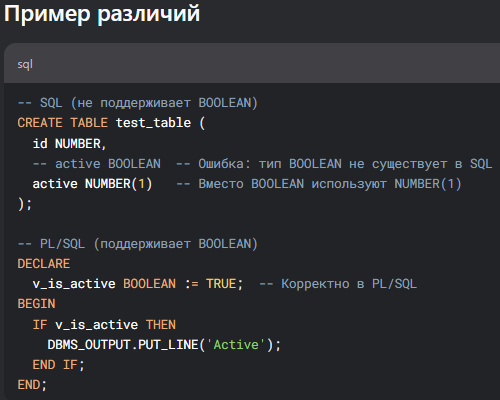 Пример различий
sql
-- SQL (не поддерживает BOOLEAN)
CREATE TABLE test_table (
  id NUMBER,
  -- active BOOLEAN  -- Ошибка: тип BOOLEAN не существует в SQL
  active NUMBER(1)   -- Вместо BOOLEAN используют NUMBER(1)
);

-- PL/SQL (поддерживает BOOLEAN)
DECLARE
  v_is_active BOOLEAN := TRUE;  -- Корректно в PL/SQL
BEGIN
  IF v_is_active THEN
    DBMS_OUTPUT.PUT_LINE('Active');
  END IF;
END;